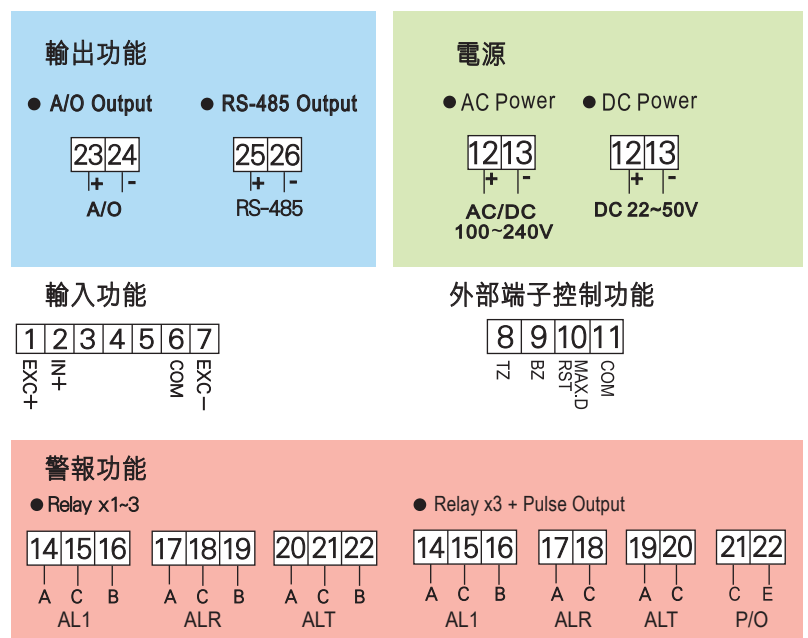 輸出功能
● A/O Output
23 24
+ -
A/O
● RS-485 Output
25 26
+ -
RS-485
電源
● AC Power
12 13
+ -
AC/DC
100~240V
● DC Power
12 13
+ -
DC 22~50V
輸入功能
1 2 3 4 5 6 7
EXC+ IN+ COM EXC-
外部端子控制功能
8 9 10 11
TZ BZ MAX.D RST COM
警報功能
● Relay x1~3
14 15 16
A C B
AL1
17 18 19
A C B
ALR
20 21 22
A C B
ALT
● Relay x3 + Pulse Output
14 15 16
A C B
AL1
17 18
A C
ALR
19 20
A C
ALT
21 22
C E
P/O